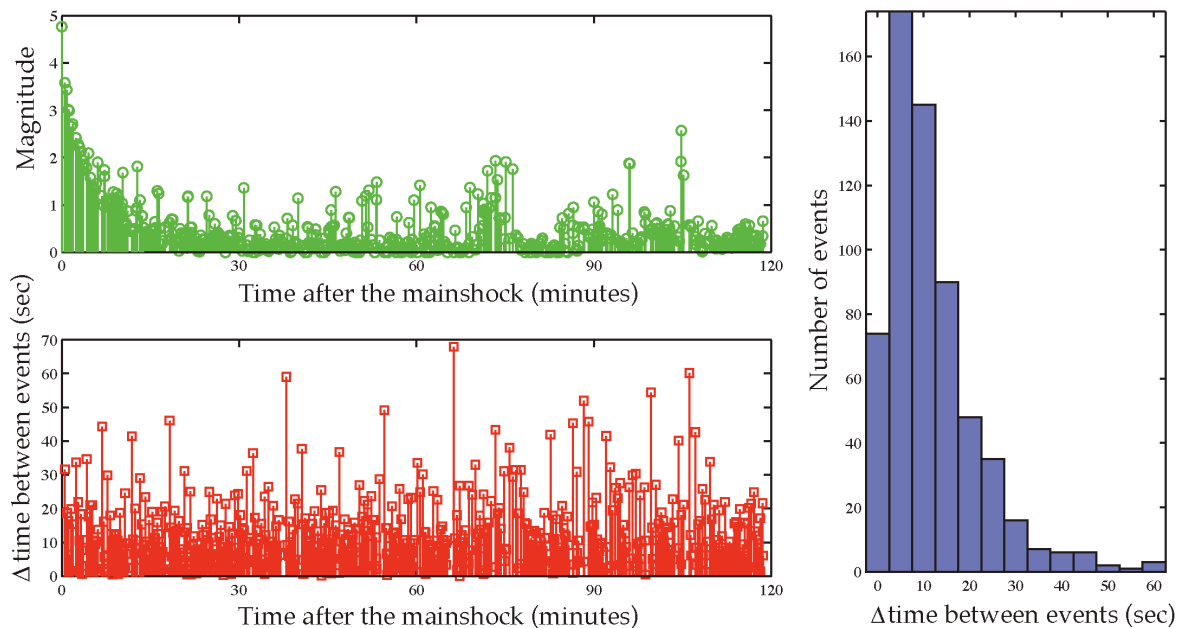 Magnitude
5
4
3
2
1
0
0 30 60 90 120
Time after the mainshock (minutes)
Δ time between events (sec)
70
60
50
40
30
20
10
0
0 30 60 90 120
Time after the mainshock (minutes)
Number of events
160
140
120
100
80
60
40
20
0
0 10 20 30 40 50 60
Δtime between events (sec)